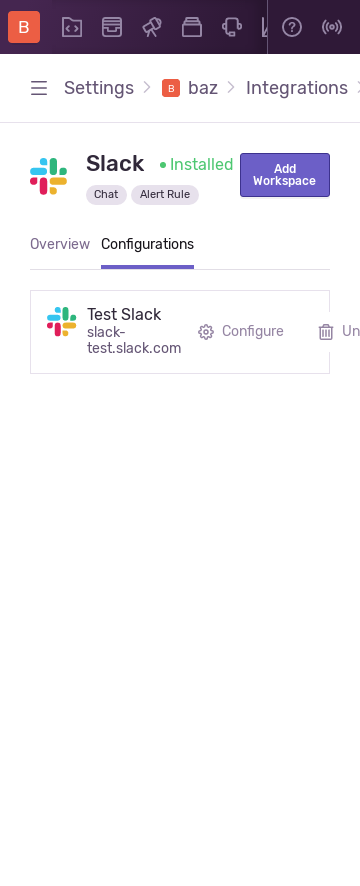 B
Settings
B baz
Integrations
Slack
Installed
Add
Workspace
Chat
Alert Rule
Overview
Configurations
Test Slack
slack-
test.slack.com
Configure
Un